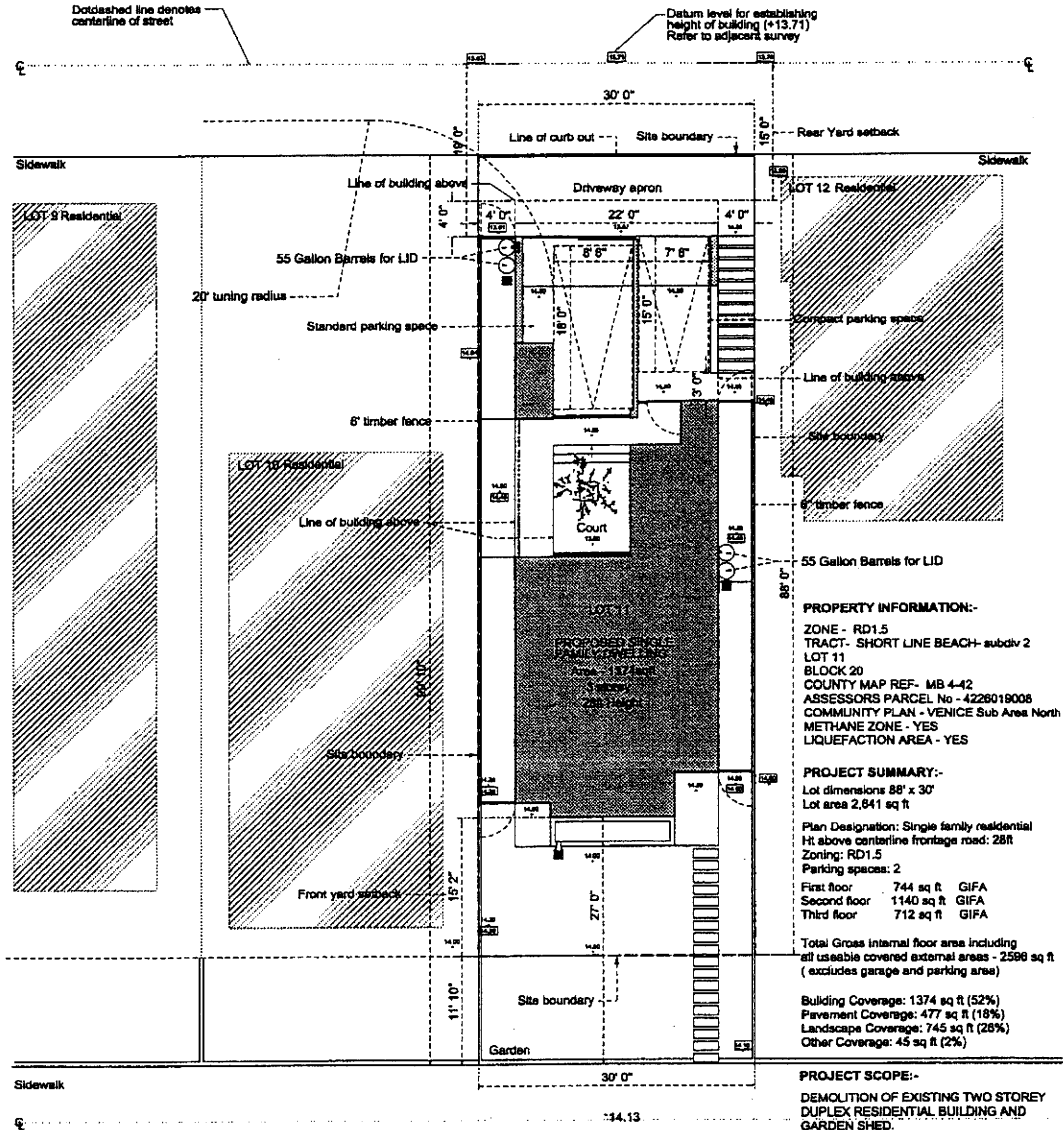 Dotdashed line denotes
centerline of street
Datum level for establishing
height of building (+13.71)
Refer to adjacent survey
30' 0"
19' 0"
15' 0"
Line of curb out
Site boundary
Rear Yard setback
Sidewalk
Sidewalk
Line of building above
Driveway apron
LOT 9 Residential
LOT 12 Residential
4' 0"
4' 0"
22' 0"
4' 0"
55 Gallon Barrels for LID
8' 6"
7' 6"
20' tuning radius
18' 0"
15' 0"
Standard parking space
Compact parking space
3' 0"
Line of building above
6' timber fence
Site boundary
LOT 10 Residential
6' timber fence
Line of building above
Court
55 Gallon Barrels for LID
88' 0"
LOT 11
PROPOSED SINGLE
FAMILY DWELLING
PROPERTY INFORMATION:-
ZONE - RD1.5
TRACT- SHORT LINE BEACH- subdiv 2
LOT 11
BLOCK 20
COUNTY MAP REF- MB 4-42
ASSESSORS PARCEL No - 4226019008
COMMUNITY PLAN - VENICE Sub Area North
METHANE ZONE - YES
LIQUEFACTION AREA - YES
Site boundary
PROJECT SUMMARY:-
Lot dimensions 88' x 30'
Lot area 2,641 sq ft
Plan Designation: Single family residential
Ht above centerline frontage road: 28ft
Zoning: RD1.5
Parking spaces: 2
First floor 744 sq ft GIFA
Second floor 1140 sq ft GIFA
Third floor 712 sq ft GIFA
Front yard setback
15' 2"
27' 0"
Total Gross internal floor area including
all useable covered external areas - 2596 sq ft
( excludes garage and parking area)
Site boundary
11' 10"
Building Coverage: 1374 sq ft (52%)
Pavement Coverage: 477 sq ft (18%)
Landscape Coverage: 745 sq ft (28%)
Other Coverage: 45 sq ft (2%)
Garden
Sidewalk
30' 0"
14.13
PROJECT SCOPE:-
DEMOLITION OF EXISTING TWO STOREY
DUPLEX RESIDENTIAL BUILDING AND
GARDEN SHED.